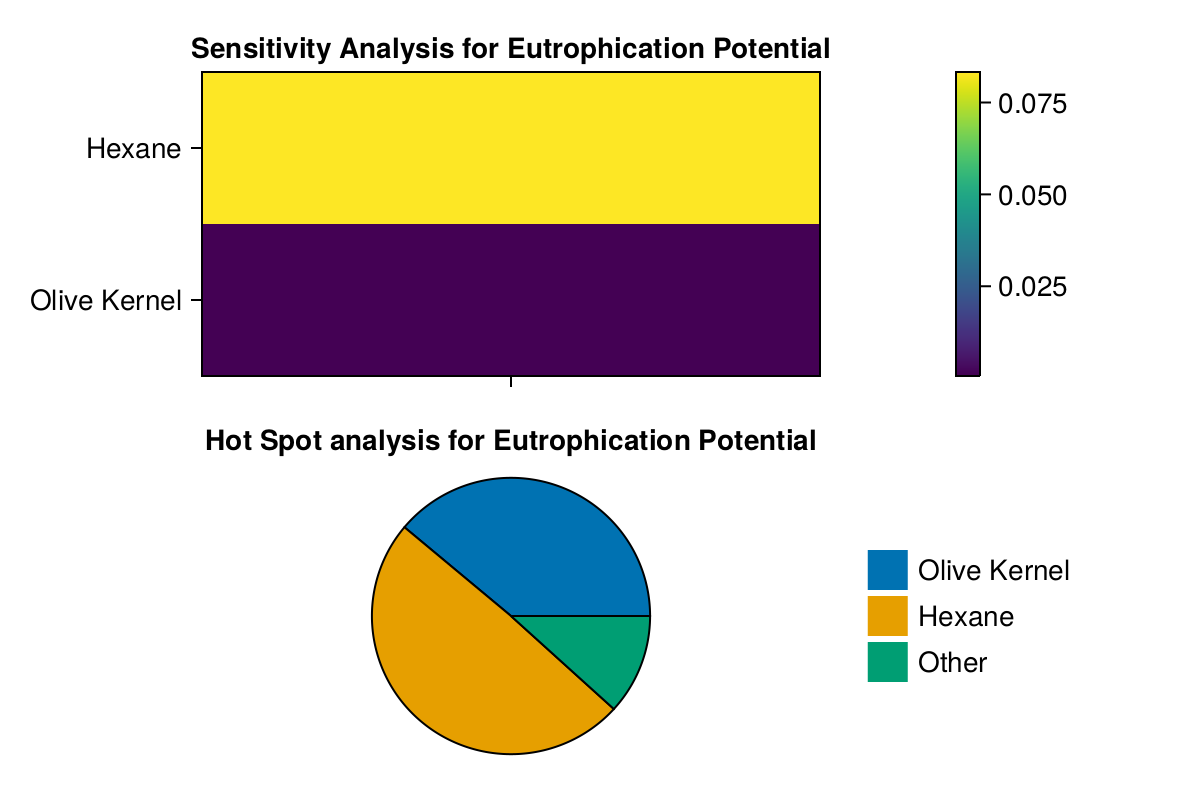 Sensitivity Analysis for Eutrophication Potential
Hexane
Olive Kernel
0.075
0.050
0.025
Hot Spot analysis for Eutrophication Potential
Olive Kernel
Hexane
Other